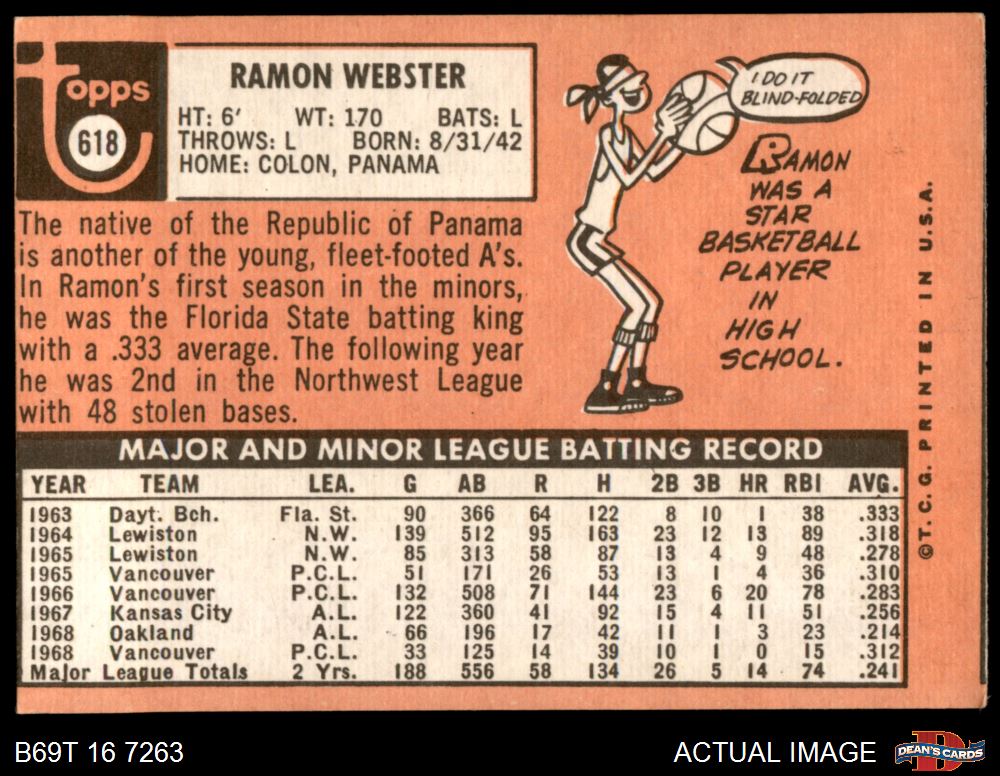 Topps
618
RAMON WEBSTER
HT: 6' WT: 170 BATS: L
THROWS: L BORN: 8/31/42
HOME: COLON, PANAMA
The native of the Republic of Panama
is another of the young, fleet-footed A's.
In Ramon's first season in the minors,
he was the Florida State batting king
with a .333 average. The following year
he was 2nd in the Northwest League
with 48 stolen bases.
I DO IT
BLIND-FOLDED
RAMON
WAS A
STAR
BASKETBALL
PLAYER
IN
HIGH
SCHOOL.
MAJOR AND MINOR LEAGUE BATTING RECORD
YEAR TEAM LEA. G AB R H 2B 3B HR RBI AVG.
1963 Dayt. Bch. Fla. St. 90 366 64 122 8 10 1 38 .333
1964 Lewiston N.W. 139 512 95 163 23 12 13 89 .318
1965 Lewiston N.W. 85 313 58 87 13 4 9 48 .278
1965 Vancouver P.C.L. 51 171 26 53 13 1 4 36 .310
1966 Vancouver P.C.L. 132 508 71 144 23 6 20 78 .283
1967 Kansas City A.L. 122 360 41 92 15 4 11 51 .256
1968 Oakland A.L. 66 196 17 42 11 1 3 23 .214
1968 Vancouver P.C.L. 33 125 14 39 10 1 0 15 .312
Major League Totals 2 Yrs. 188 556 58 134 26 5 14 74 .241
©T. C. G. PRINTED IN U.S.A.
B69T 16 7263
ACTUAL IMAGE
DEAN'S CARDS